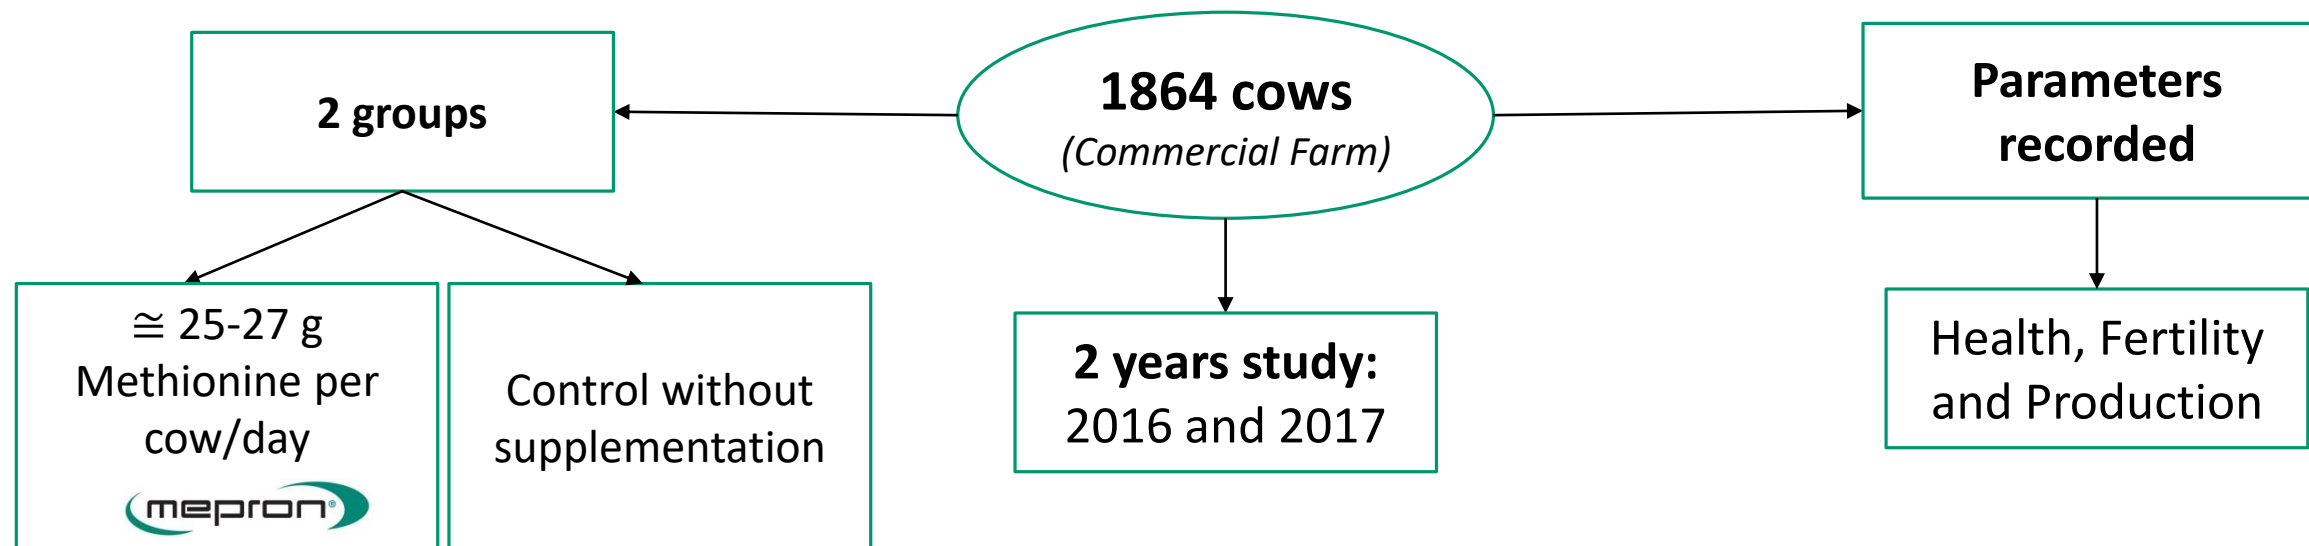 2 groups
1864 cows
(Commercial Farm)
Parameters
recorded
≅ 25-27 g
Methionine per
cow/day
mepron®
Control without
supplementation
2 years study:
2016 and 2017
Health, Fertility
and Production